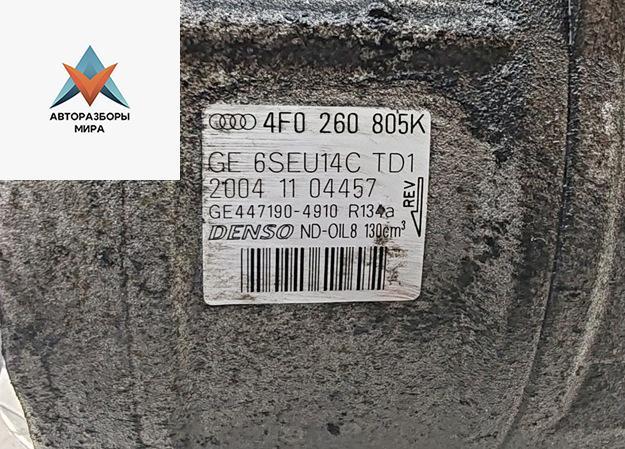 АВТОРАЗБОРЫ
МИРА
4F0 260 805K
GE 6SEU14C TD1
2004 11 04457
GE447190-4910 R134a
DENSO ND-OIL8 130cm³
REV